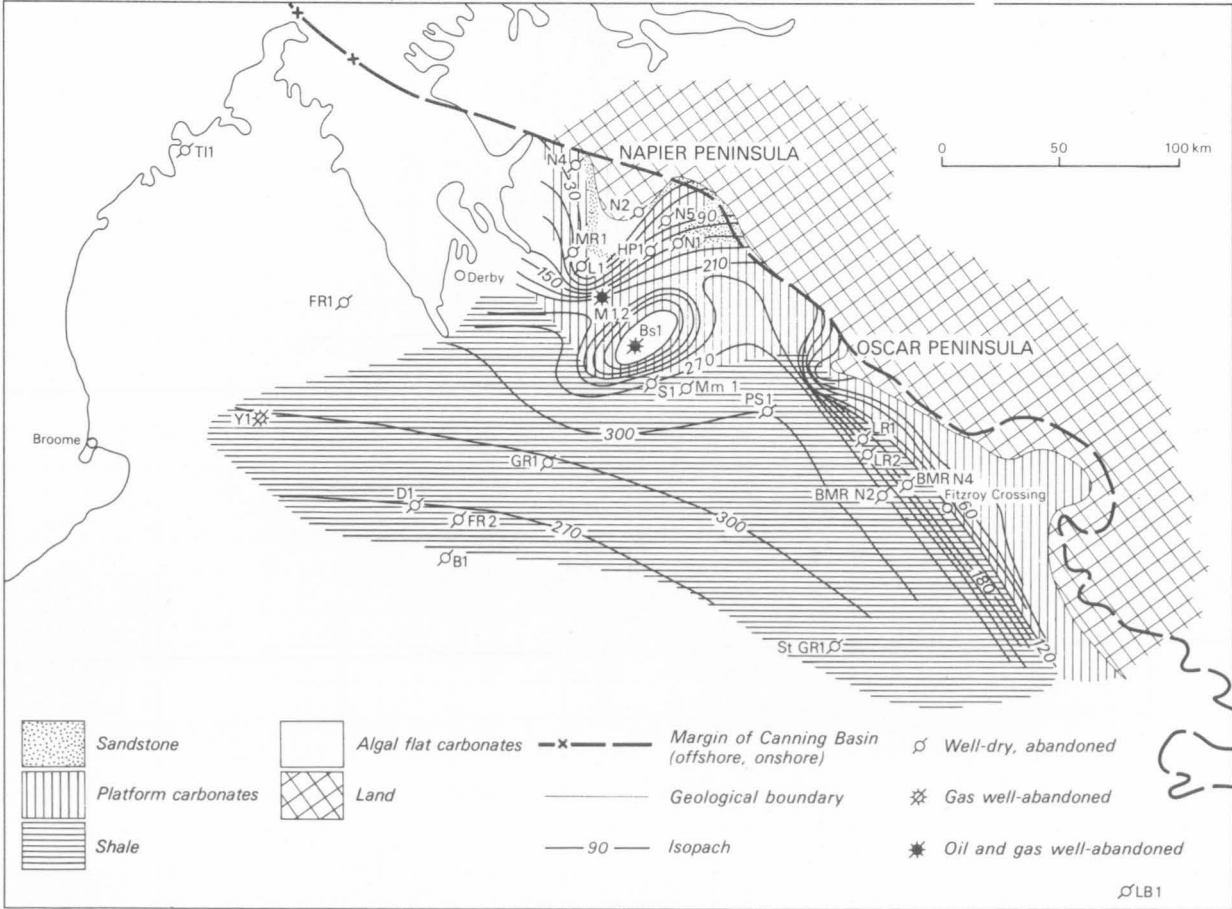 NAPIER PENINSULA
0 50 100 km
TI1
N4
30
N2
N5
90
MR1
HP1
N1
L1
210
150
Derby
FR1
M 1,2
Bs1
OSCAR PENINSULA
270
S1
Mm 1
PS1
Y1
300
LR1
Broome
GR1
LR2
BMR N4
BMR N2
Fitzroy Crossing
60
D1
FR2
270
300
B1
180
120
St GR1
Sandstone
Platform carbonates
Shale
Algal flat carbonates
Land
Margin of Canning Basin
(offshore, onshore)
Geological boundary
90 Isopach
Well-dry, abandoned
Gas well-abandoned
Oil and gas well-abandoned
LB1